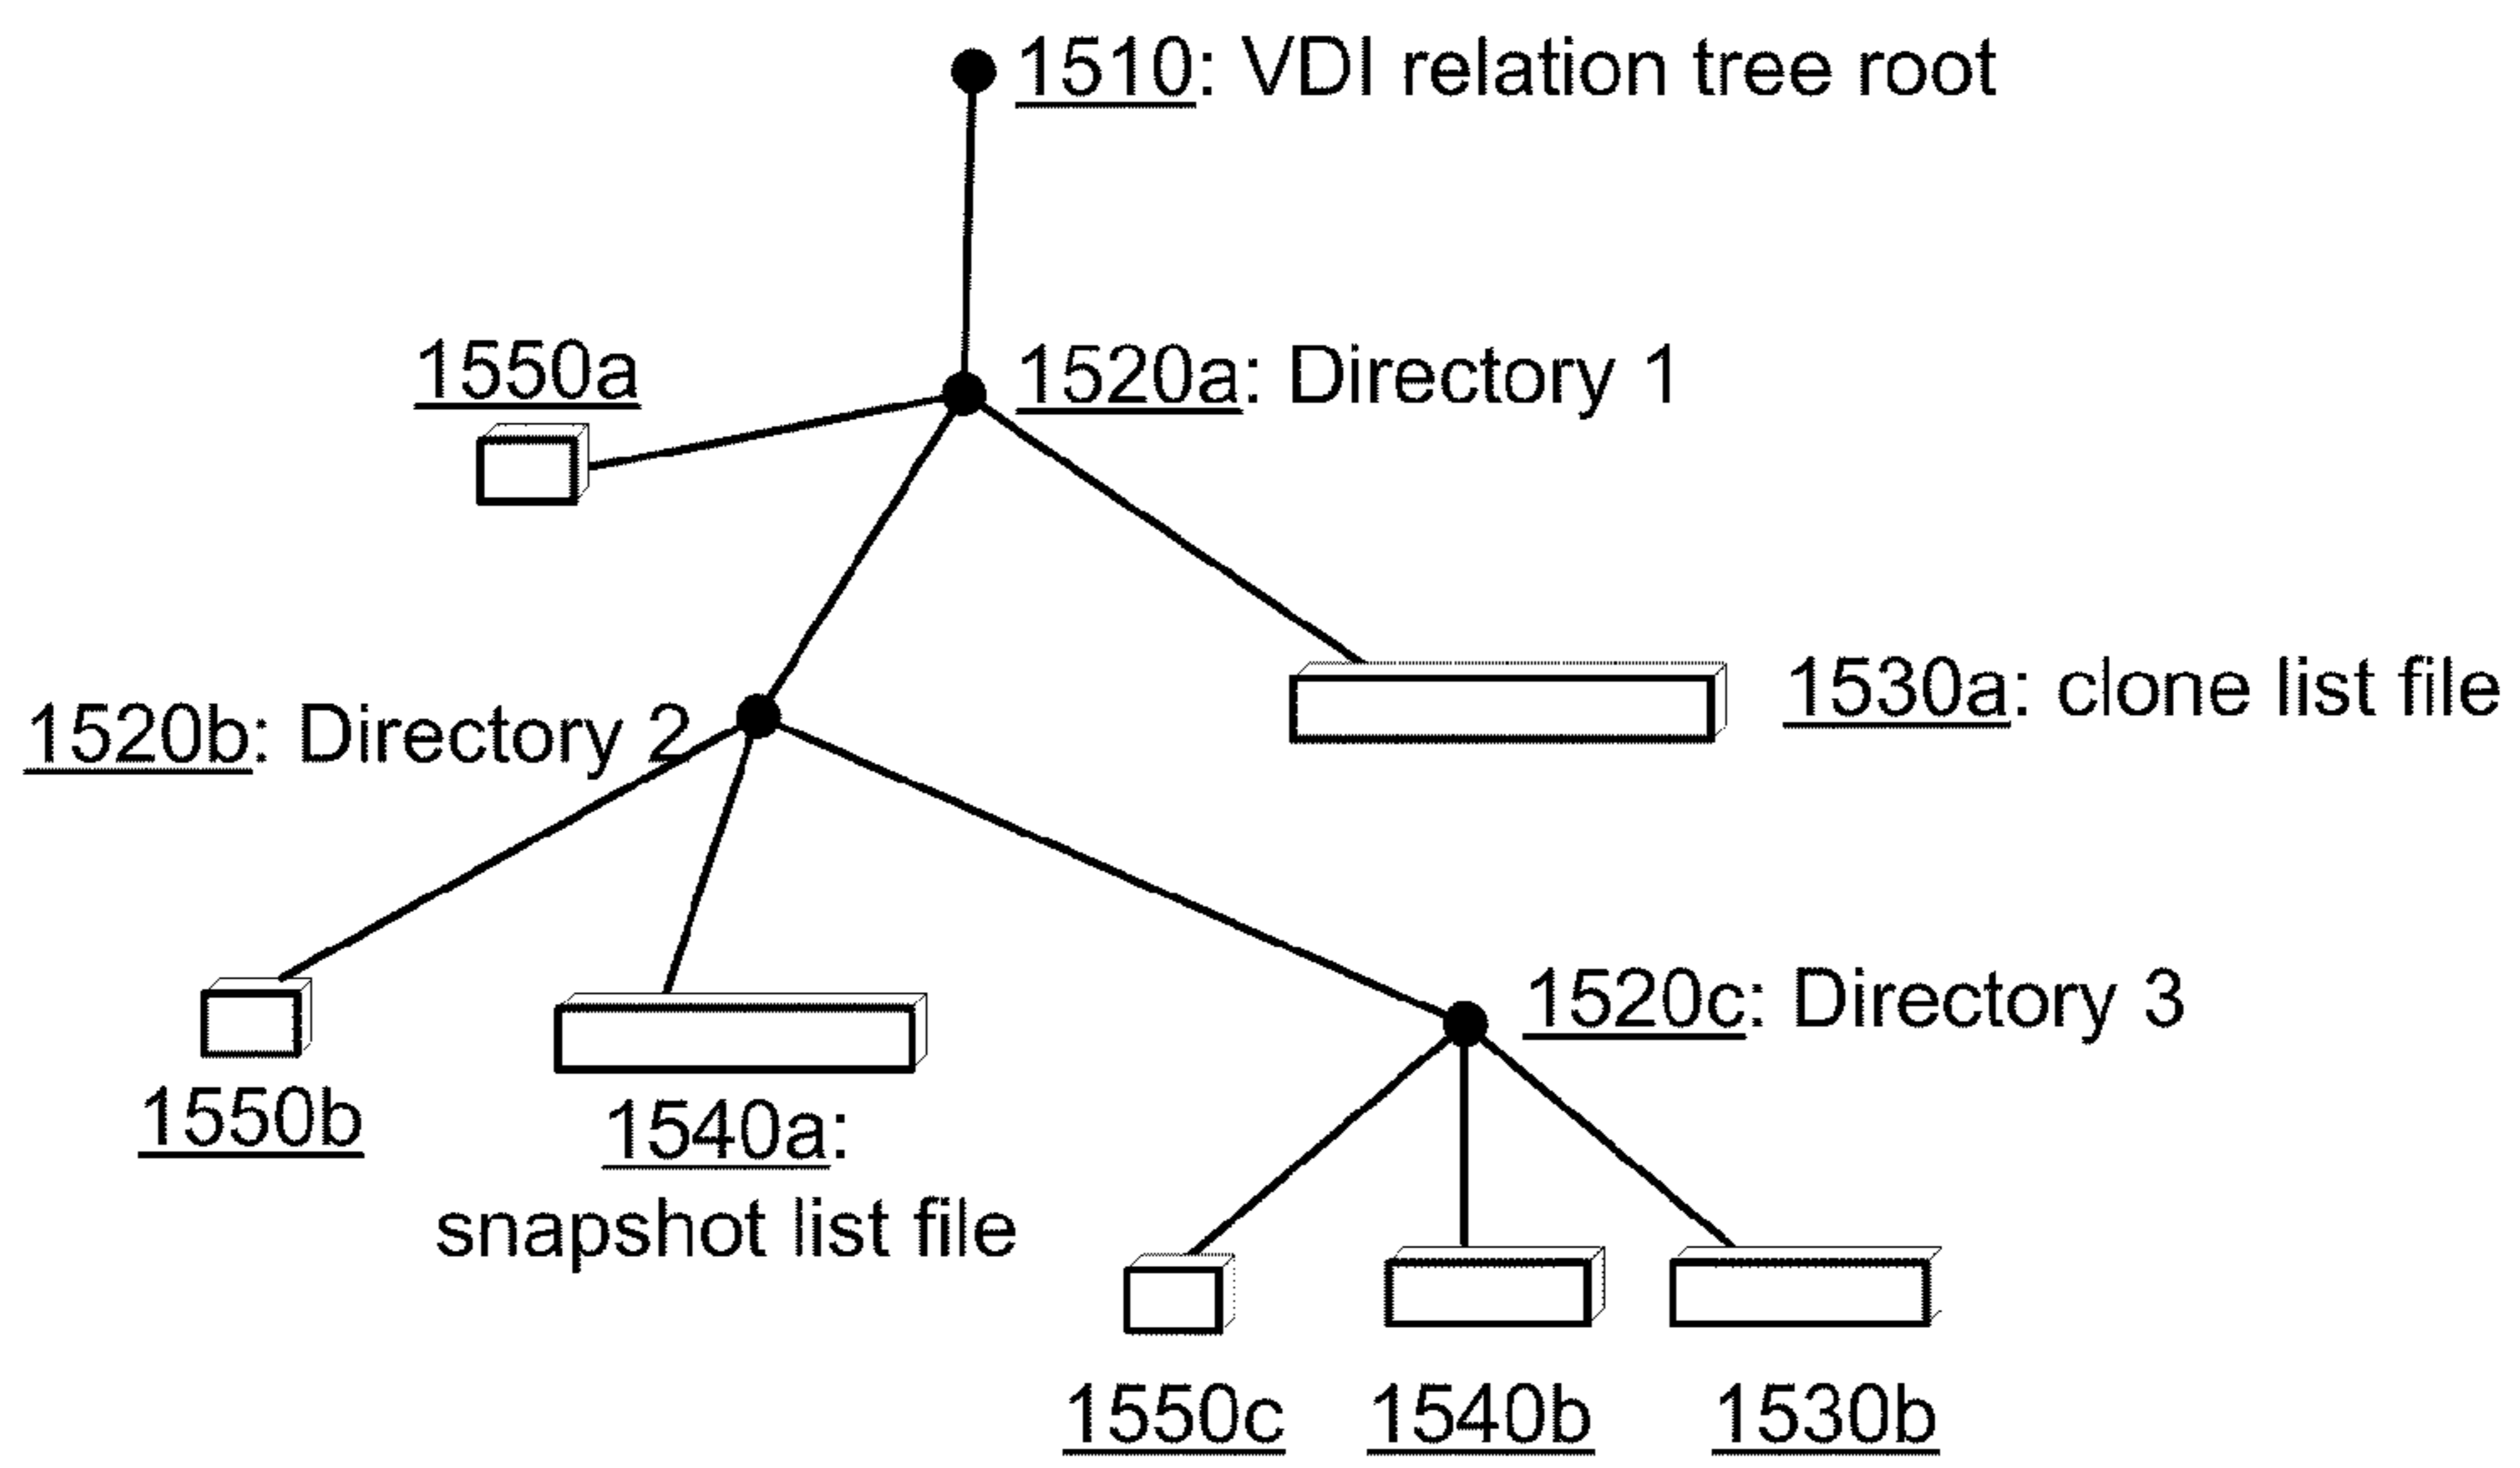 1510: VDI relation tree root
1550a
1520a: Directory 1
1530a: clone list file
1520b: Directory 2
1520c: Directory 3
1550b
1540a:
snapshot list file
1550c
1540b
1530b